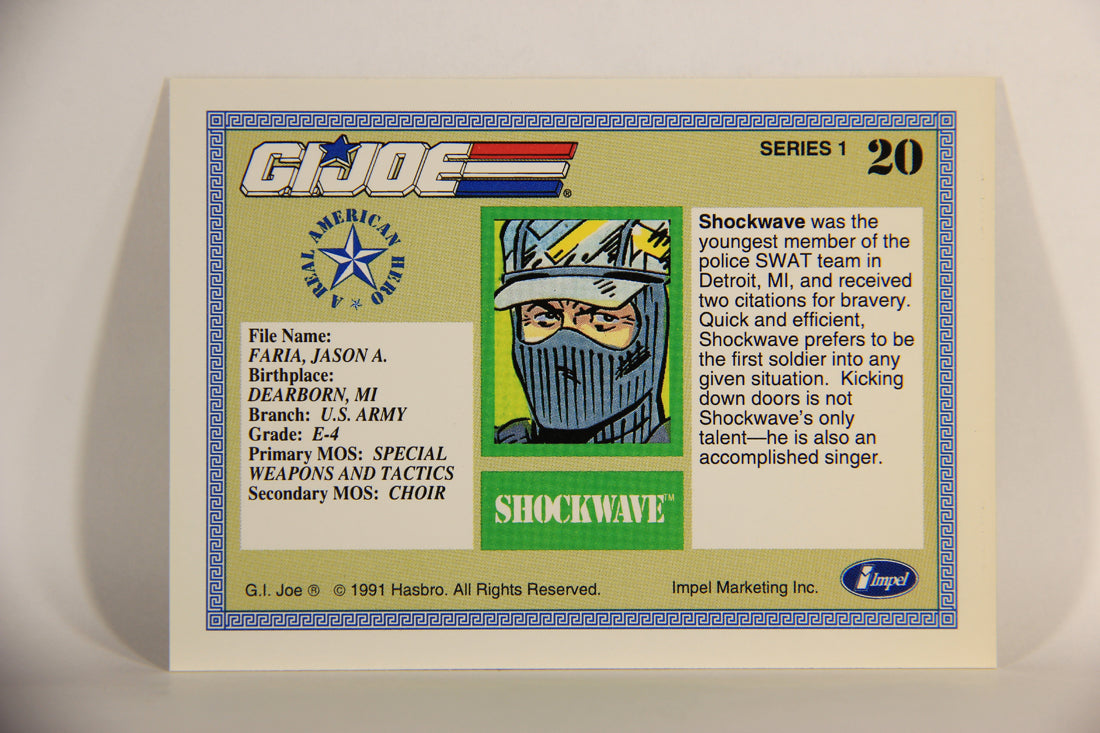 G.I.JOE®
SERIES 1 20
A REAL AMERICAN HERO
File Name:
FARIA, JASON A.
Birthplace:
DEARBORN, MI
Branch: U.S. ARMY
Grade: E-4
Primary MOS: SPECIAL
WEAPONS AND TACTICS
Secondary MOS: CHOIR
SHOCKWAVE™
Shockwave was the
youngest member of the
police SWAT team in
Detroit, MI, and received
two citations for bravery.
Quick and efficient,
Shockwave prefers to be
the first soldier into any
given situation. Kicking
down doors is not
Shockwave's only
talent—he is also an
accomplished singer.
G.I. Joe ® © 1991 Hasbro. All Rights Reserved.
Impel Marketing Inc.
Impel